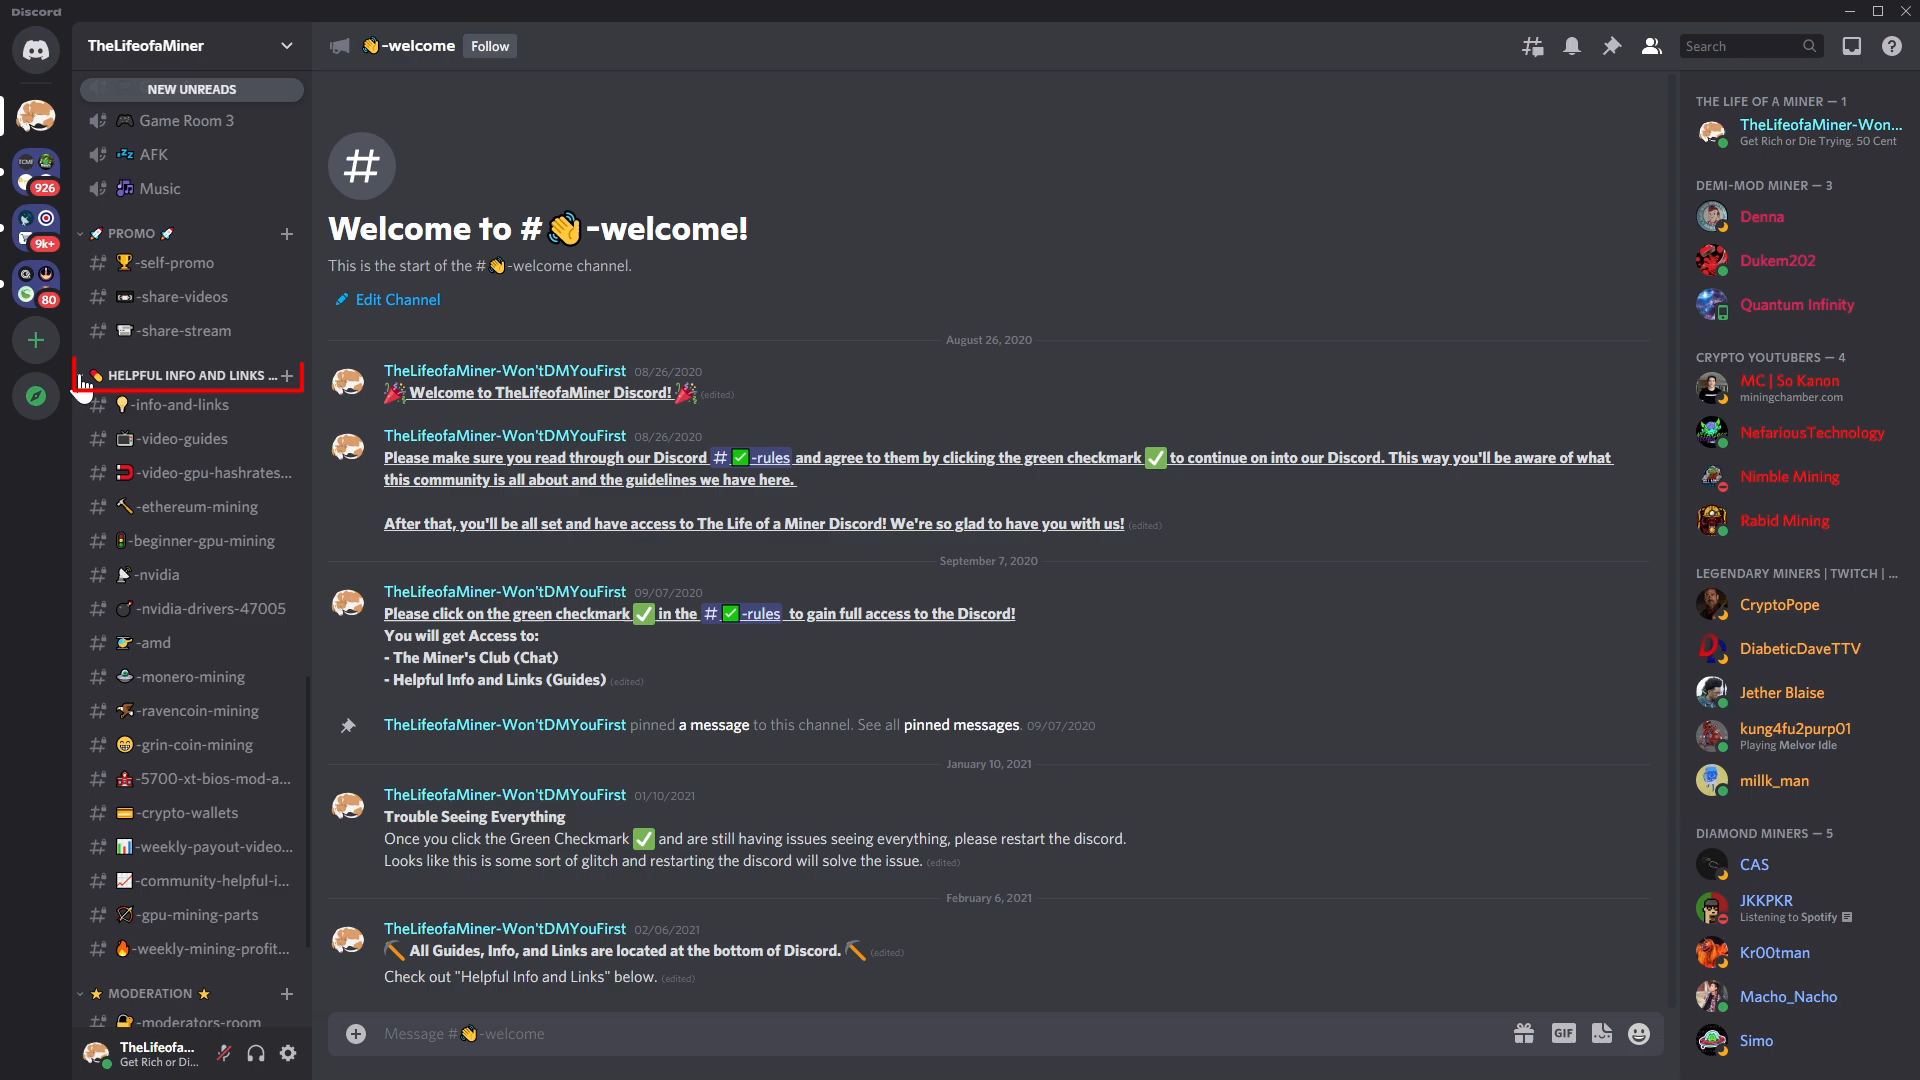 Discord
TheLifeofaMiner
NEW UNREADS
Game Room 3
AFK
Music
926
9k+
80
PROMO
-self-promo
-share-videos
-share-stream
HELPFUL INFO AND LINKS ...
-info-and-links
-video-guides
-video-gpu-hashrates...
-ethereum-mining
-beginner-gpu-mining
-nvidia
-nvidia-drivers-47005
-amd
-monero-mining
-ravencoin-mining
-grin-coin-mining
-5700-xt-bios-mod-a...
-crypto-wallets
-weekly-payout-video...
-community-helpful-i...
-gpu-mining-parts
-weekly-mining-profit...
MODERATION
-moderators-room
TheLifeofa...
Get Rich or Di...
👋-welcome Follow
Search
Welcome to #👋-welcome!
This is the start of the #👋-welcome channel.
Edit Channel
August 26, 2020
TheLifeofaMiner-Won'tDMYouFirst 08/26/2020
🎉 Welcome to TheLifeofaMiner Discord! 🎉 (edited)
TheLifeofaMiner-Won'tDMYouFirst 08/26/2020
Please make sure you read through our Discord # ✅-rules and agree to them by clicking the green checkmark ✅ to continue on into our Discord. This way you'll be aware of what
this community is all about and the guidelines we have here.
After that, you'll be all set and have access to The Life of a Miner Discord! We're so glad to have you with us! (edited)
September 7, 2020
TheLifeofaMiner-Won'tDMYouFirst 09/07/2020
Please click on the green checkmark ✅ in the # ✅-rules to gain full access to the Discord!
You will get Access to:
- The Miner's Club (Chat)
- Helpful Info and Links (Guides) (edited)
TheLifeofaMiner-Won'tDMYouFirst pinned a message to this channel. See all pinned messages. 09/07/2020
January 10, 2021
TheLifeofaMiner-Won'tDMYouFirst 01/10/2021
Trouble Seeing Everything
Once you click the Green Checkmark ✅ and are still having issues seeing everything, please restart the discord.
Looks like this is some sort of glitch and restarting the discord will solve the issue. (edited)
February 6, 2021
TheLifeofaMiner-Won'tDMYouFirst 02/06/2021
All Guides, Info, and Links are located at the bottom of Discord. (edited)
Check out "Helpful Info and Links" below. (edited)
Message #👋-welcome
GIF
THE LIFE OF A MINER — 1
TheLifeofaMiner-Won...
Get Rich or Die Trying. 50 Cent
DEMI-MOD MINER — 3
Denna
Dukem202
Quantum Infinity
CRYPTO YOUTUBERS — 4
MC | So Kanon
miningchamber.com
NefariousTechnology
Nimble Mining
Rabid Mining
LEGENDARY MINERS | TWITCH | ...
CryptoPope
DiabeticDaveTTV
Jether Blaise
kung4fu2purp01
Playing Melvor Idle
millk_man
DIAMOND MINERS — 5
CAS
JKKPKR
Listening to Spotify
Kr00tman
Macho_Nacho
Simo